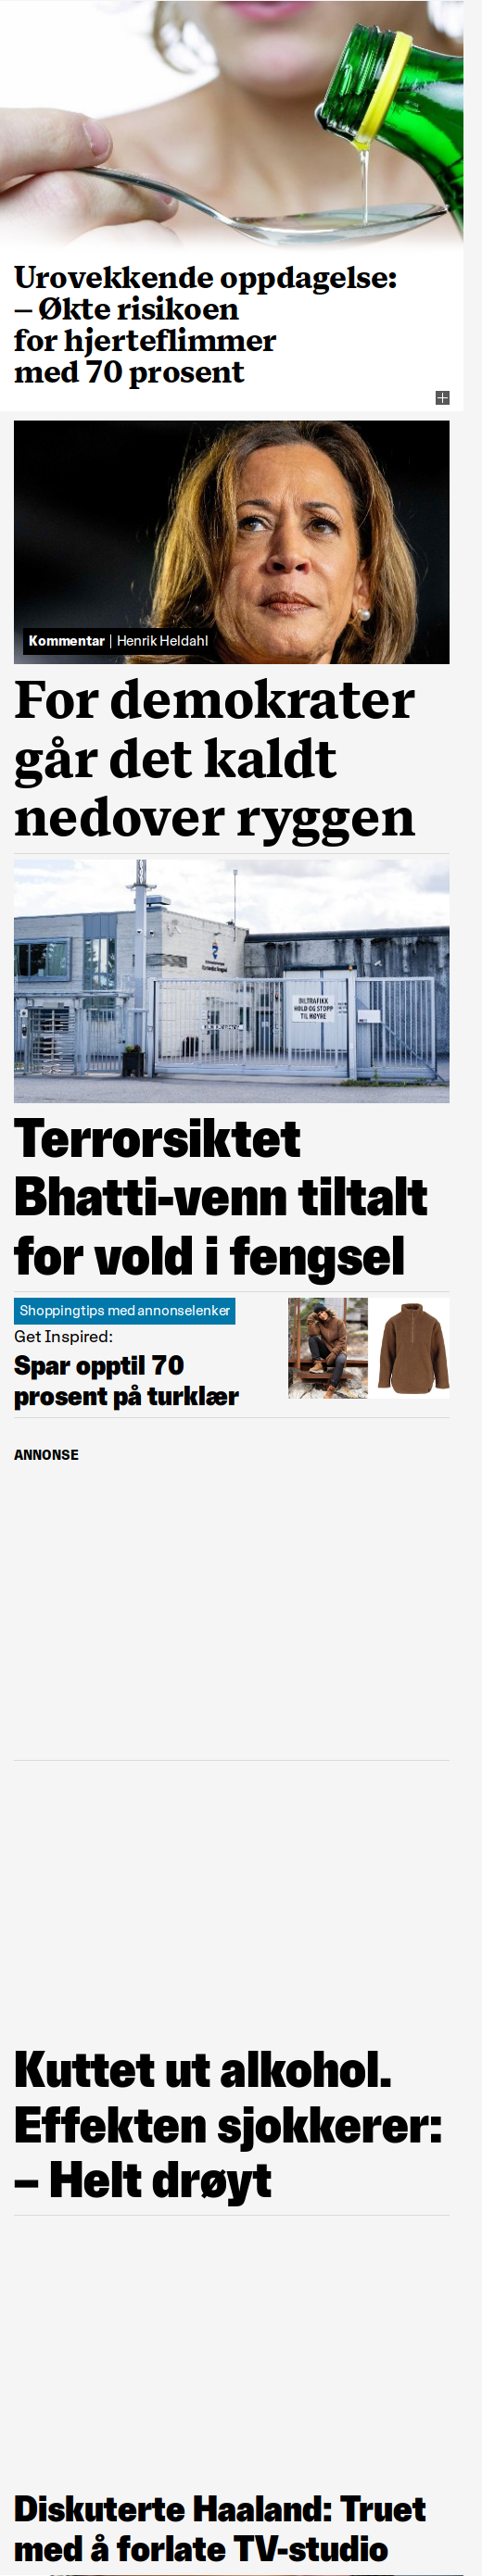 Urovekkende oppdagelse:
– Økte risikoen
for hjerteflimmer
med 70 prosent
Kommentar | Henrik Heldahl
For demokrater
går det kaldt
nedover ryggen
BILTRAFIKK
HOLD OG STOPP
TIL HØYRE
Terrorsiktet
Bhatti-venn tiltalt
for vold i fengsel
Shoppingtips med annonselenker
Get Inspired:
Spar opptil 70
prosent på turklær
ANNONSE
Kuttet ut alkohol.
Effekten sjokkerer:
– Helt drøyt
Diskuterte Haaland: Truet
med å forlate TV-studio